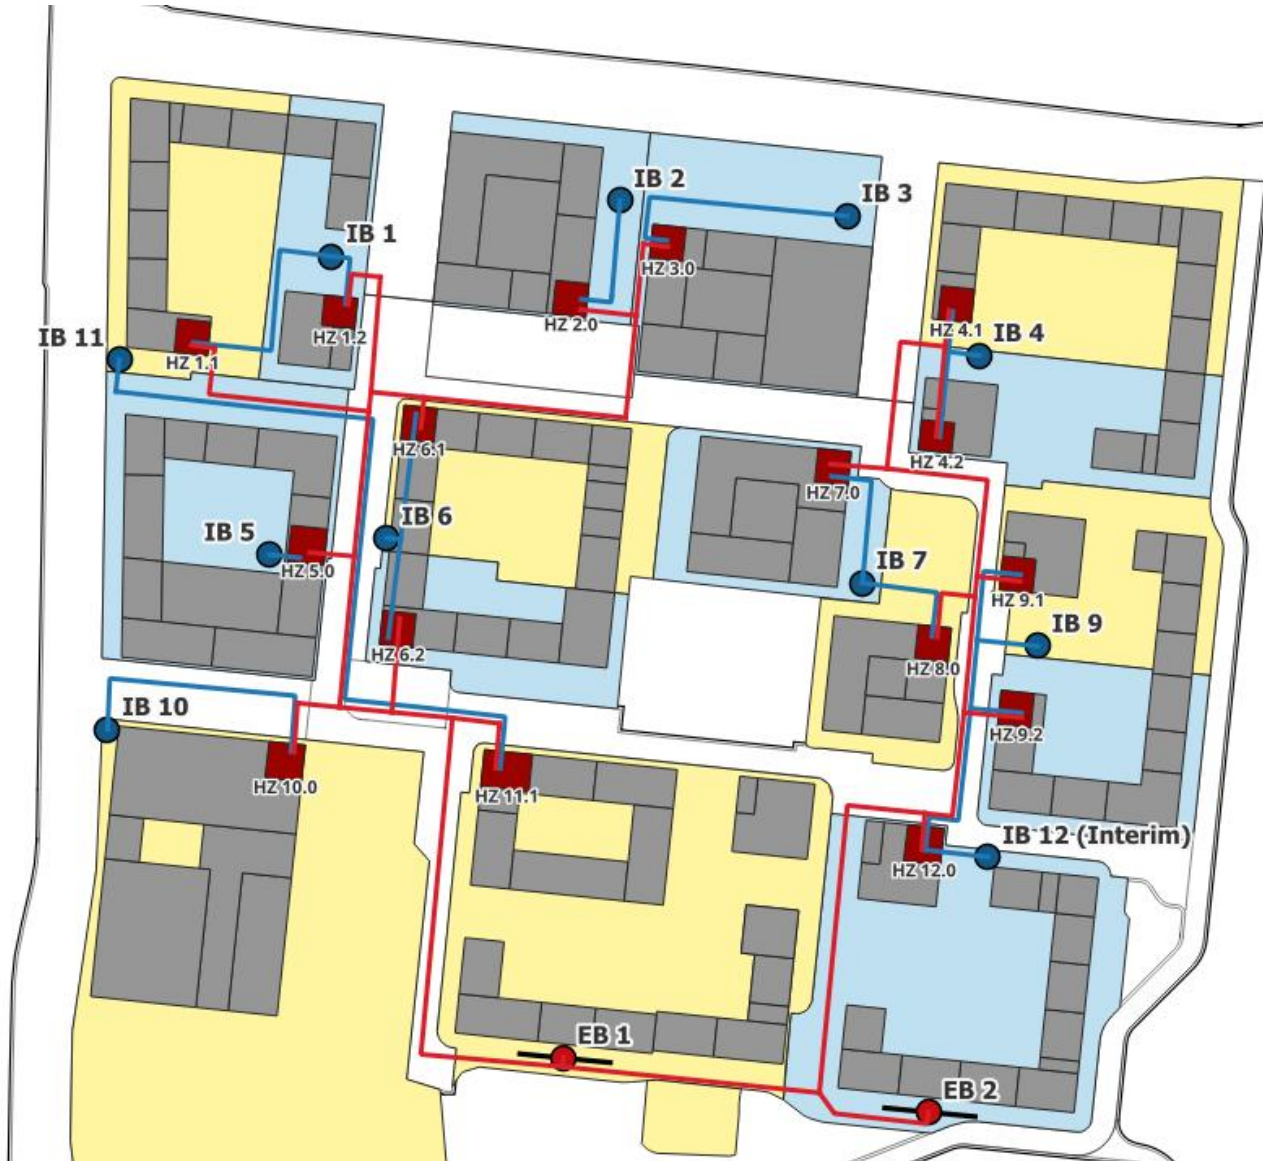 IB 2
IB 3
IB 1
HZ 3.0
HZ 2.0
HZ 4.1
IB 4
IB 11
HZ 1.2
HZ 1.1
HZ 6.1
HZ 4.2
HZ 7.0
IB 6
IB 5
HZ 5.0
IB 7
HZ 9.1
IB 9
HZ 6.2
HZ 8.0
IB 10
HZ 9.2
HZ 10.0
HZ 11.1
IB 12 (Interim)
HZ 12.0
EB 1
EB 2